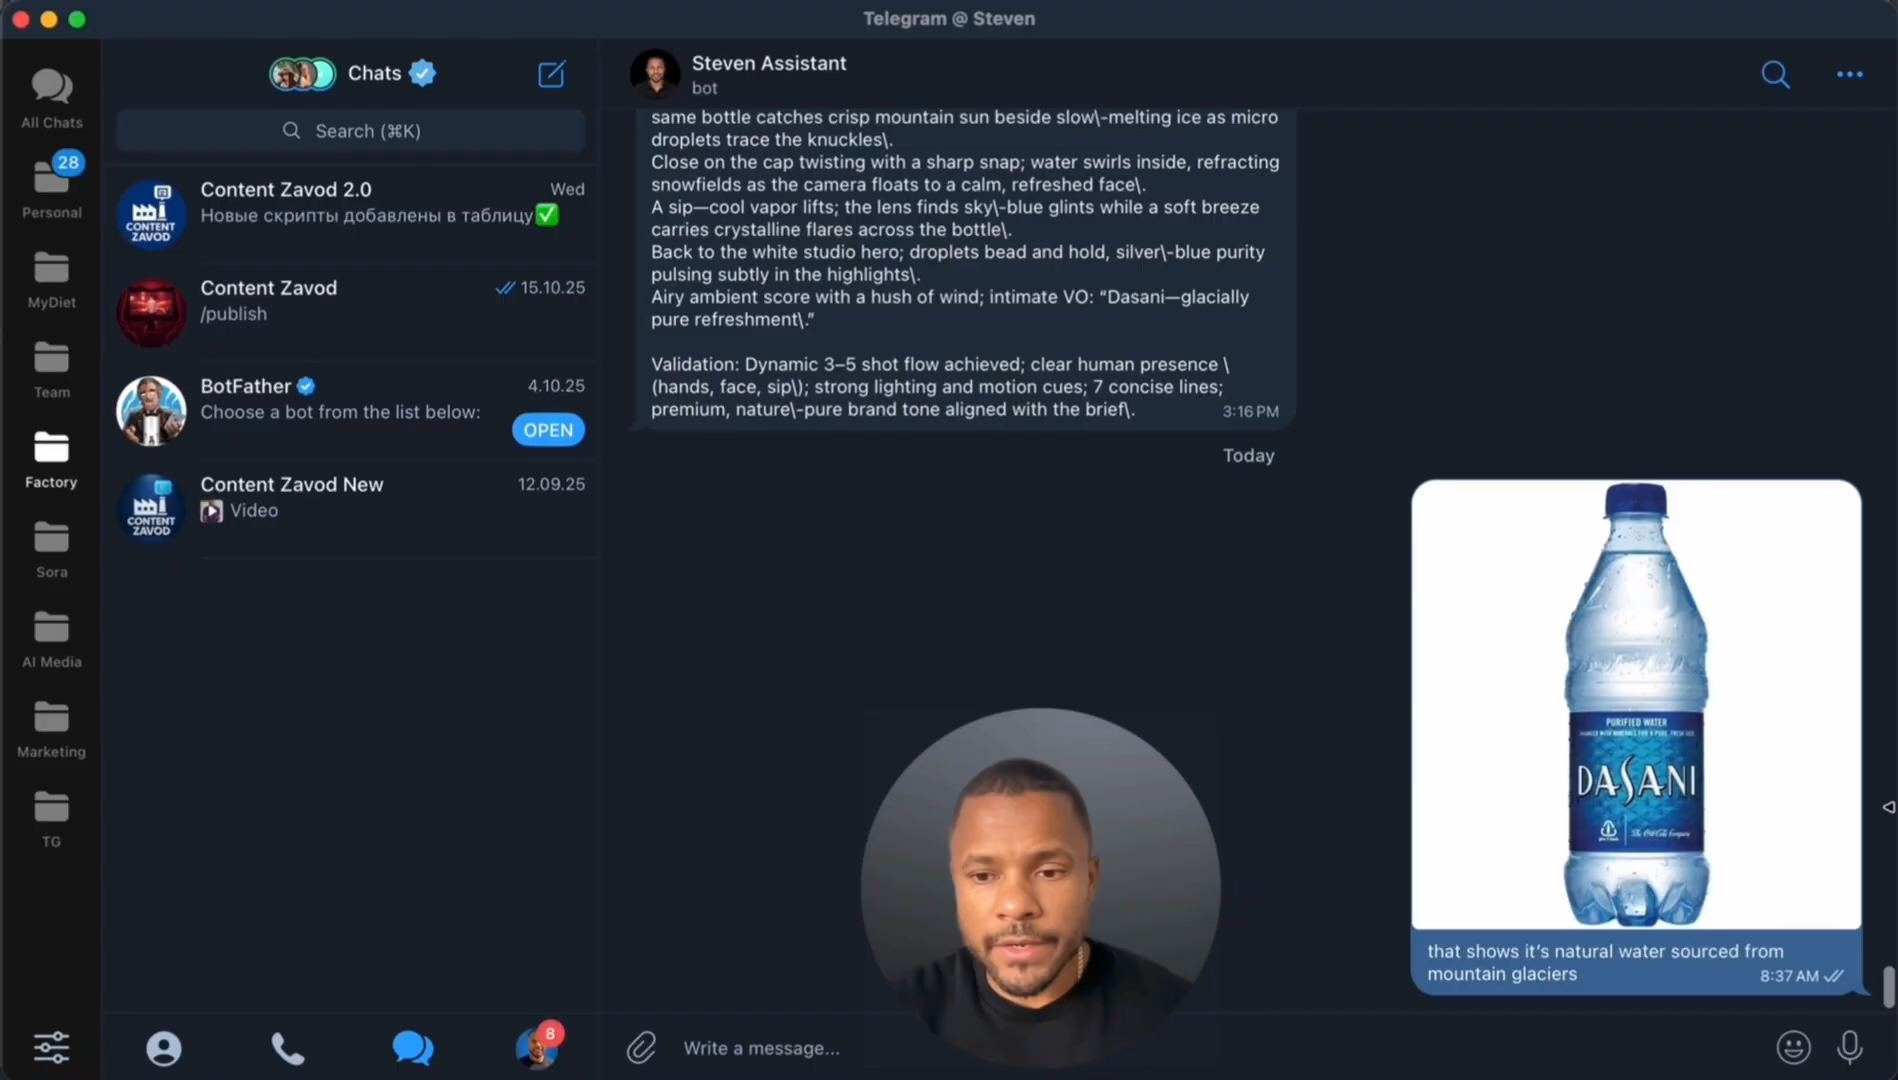 Telegram @ Steven
All Chats
28
Personal
MyDiet
Team
Factory
Sora
AI Media
Marketing
TG
Chats
Search (⌘K)
Content Zavod 2.0
Wed
Новые скрипты добавлены в таблицу✅
CONTENT
ZAVOD
Content Zavod
15.10.25
/publish
BotFather
4.10.25
Choose a bot from the list below:
OPEN
Content Zavod New
12.09.25
Video
CONTENT
ZAVOD
8
Steven Assistant
bot
same bottle catches crisp mountain sun beside slow\-melting ice as micro
droplets trace the knuckles\.
Close on the cap twisting with a sharp snap; water swirls inside, refracting
snowfields as the camera floats to a calm, refreshed face\.
A sip—cool vapor lifts; the lens finds sky\-blue glints while a soft breeze
carries crystalline flares across the bottle\.
Back to the white studio hero; droplets bead and hold, silver\-blue purity
pulsing subtly in the highlights\.
Airy ambient score with a hush of wind; intimate VO: “Dasani—glacially
pure refreshment\.”
Validation: Dynamic 3–5 shot flow achieved; clear human presence \
(hands, face, sip\); strong lighting and motion cues; 7 concise lines;
premium, nature\-pure brand tone aligned with the brief\.
3:16 PM
Today
PURIFIED WATER
DASANI
that shows it’s natural water sourced from
mountain glaciers
8:37 AM
Write a message...